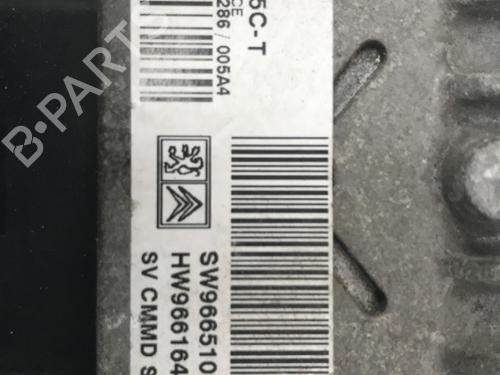 5C-T
CE
286 / 005A4
SW966510
HW966164
SV CMMD S
B-PARTS